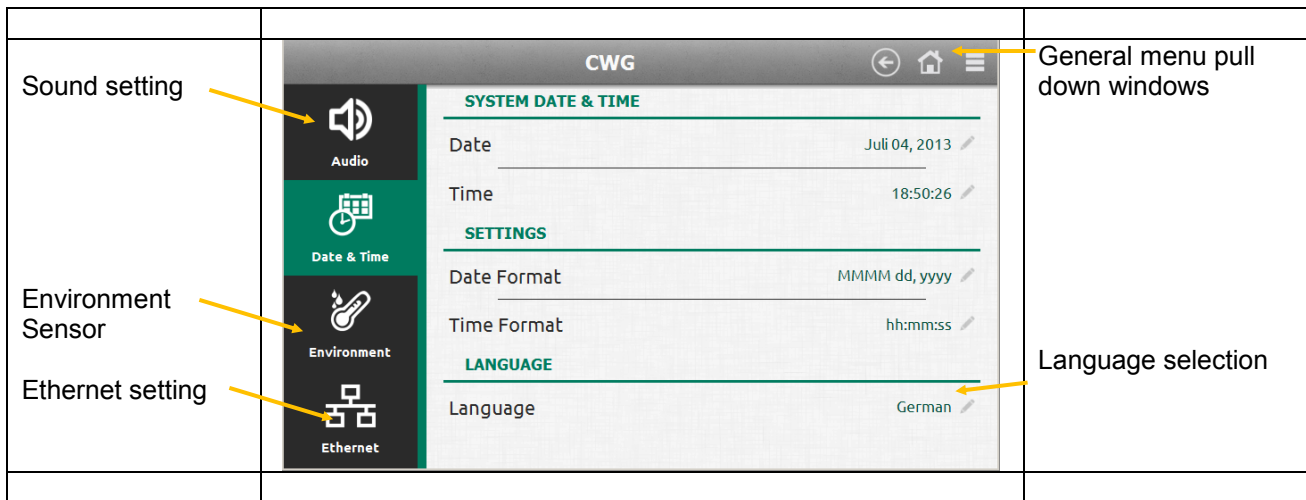 CWG
General menu pull
down windows
Sound setting
Audio
SYSTEM DATE & TIME
Date
Juli 04, 2013
Time
18:50:26
Date & Time
SETTINGS
Date Format
MMMM dd, yyyy
Environment
Sensor
Time Format
hh:mm:ss
Environment
LANGUAGE
Language selection
Ethernet setting
Language
German
Ethernet